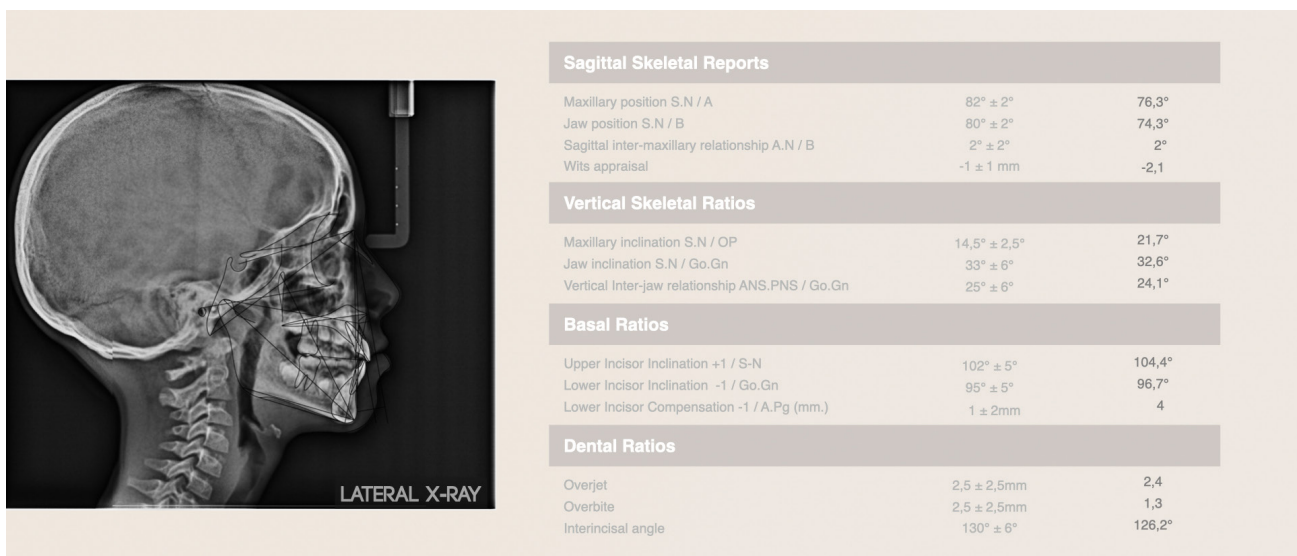 LATERAL X-RAY
Sagittal Skeletal Reports
Maxillary position S.N / A 82° ± 2° 76,3°
Jaw position S.N / B 80° ± 2° 74,3°
Sagittal inter-maxillary relationship A.N / B 2° ± 2° 2°
Wits appraisal -1 ± 1 mm -2,1
Vertical Skeletal Ratios
Maxillary inclination S.N / OP 14,5° ± 2,5° 21,7°
Jaw inclination S.N / Go.Gn 33° ± 6° 32,6°
Vertical Inter-jaw relationship ANS.PNS / Go.Gn 25° ± 6° 24,1°
Basal Ratios
Upper Incisor Inclination +1 / S-N 102° ± 5° 104,4°
Lower Incisor Inclination -1 / Go.Gn 95° ± 5° 96,7°
Lower Incisor Compensation -1 / A.Pg (mm.) 1 ± 2mm 4
Dental Ratios
Overjet 2,5 ± 2,5mm 2,4
Overbite 2,5 ± 2,5mm 1,3
Interincisal angle 130° ± 6° 126,2°